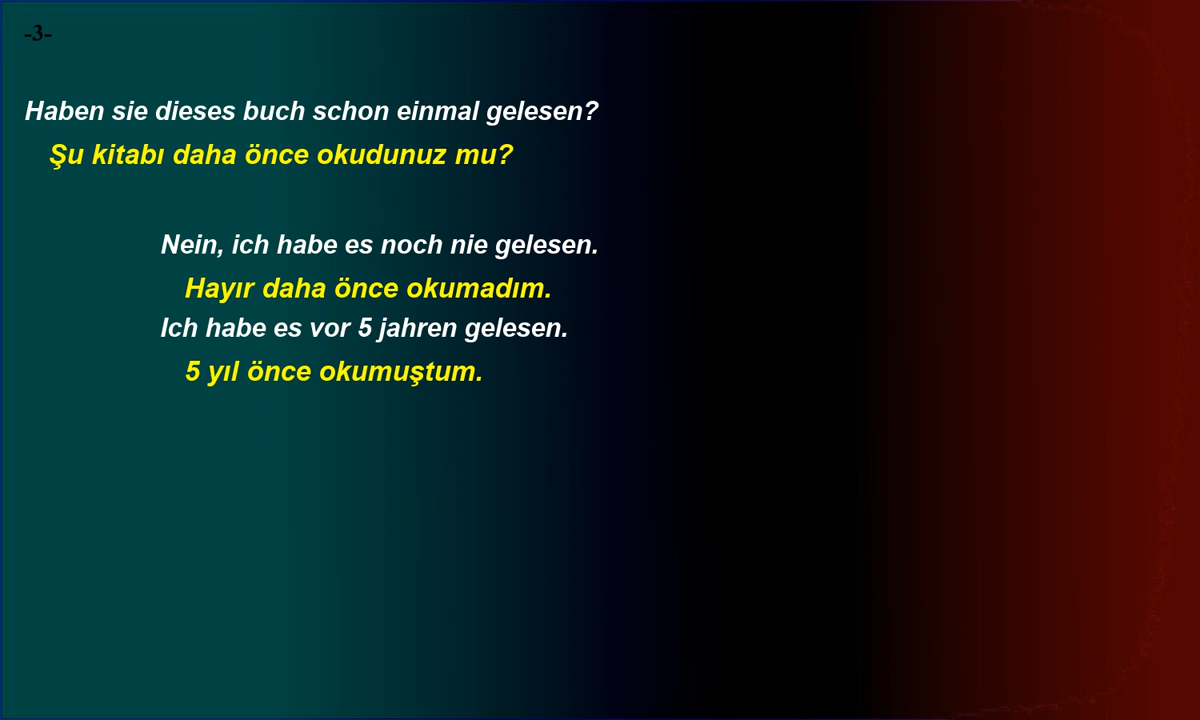 -3-
Haben sie dieses buch schon einmal gelesen?
Şu kitabı daha önce okudunuz mu?
Nein, ich habe es noch nie gelesen.
Hayır daha önce okumadım.
Ich habe es vor 5 jahren gelesen.
5 yıl önce okumuştum.